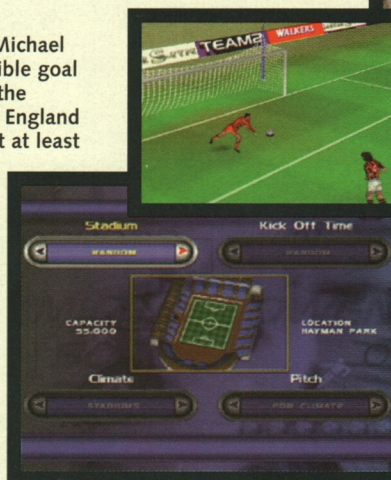 Michael
ible goal
the
England
t at least
TEAM2 WALKERS
Stadium Kick Off Time
RANDOM RANDOM
CAPACITY
55.000
LOCATION
HAYMAN PARK
Climate Pitch
STADIUMS FOR CLIMATE